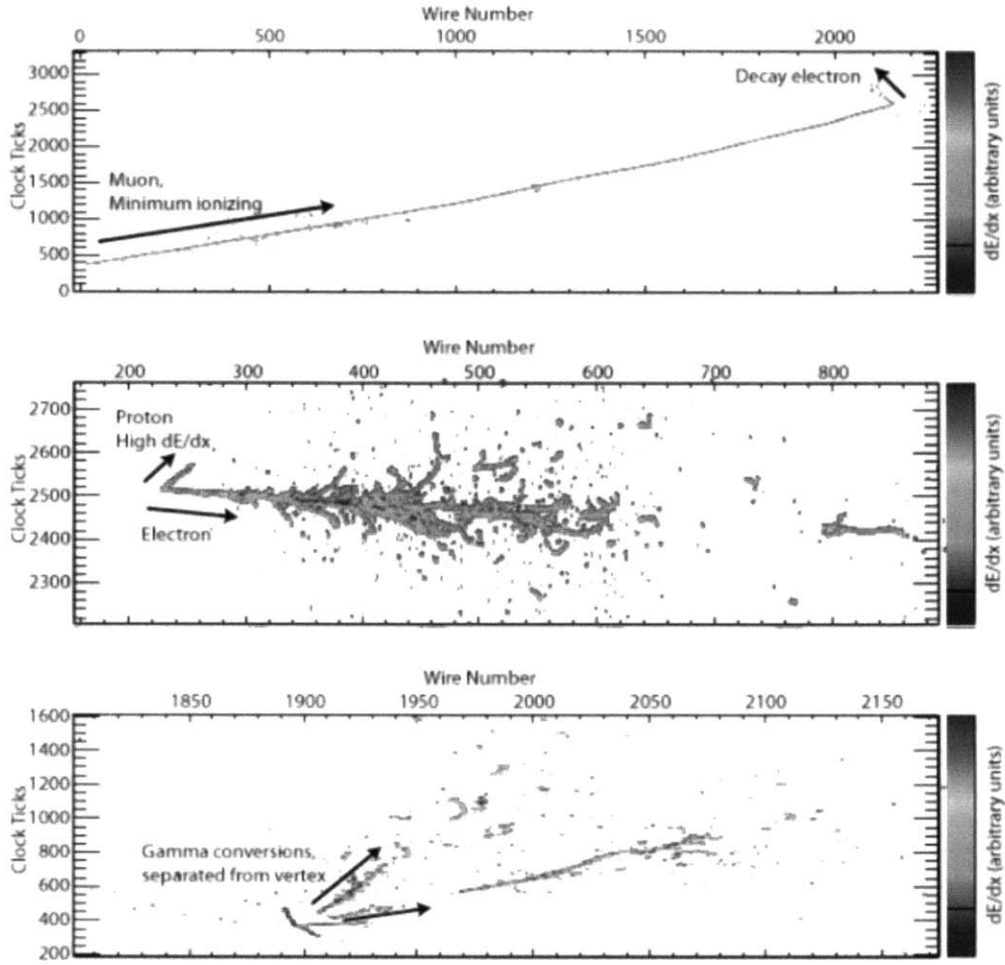 Wire Number
0 500 1000 1500 2000
3000
2500
2000
1500
1000
500
0
Clock Ticks
Decay electron
Muon,
Minimum ionizing
dE/dx (arbitrary units)
Wire Number
200 300 400 500 600 700 800
2700
2600
2500
2400
2300
Clock Ticks
Proton
High dE/dx
Electron
dE/dx (arbitrary units)
Wire Number
1850 1900 1950 2000 2050 2100 2150
1600
1400
1200
1000
800
600
400
200
Clock Ticks
Gamma conversions,
separated from vertex
dE/dx (arbitrary units)